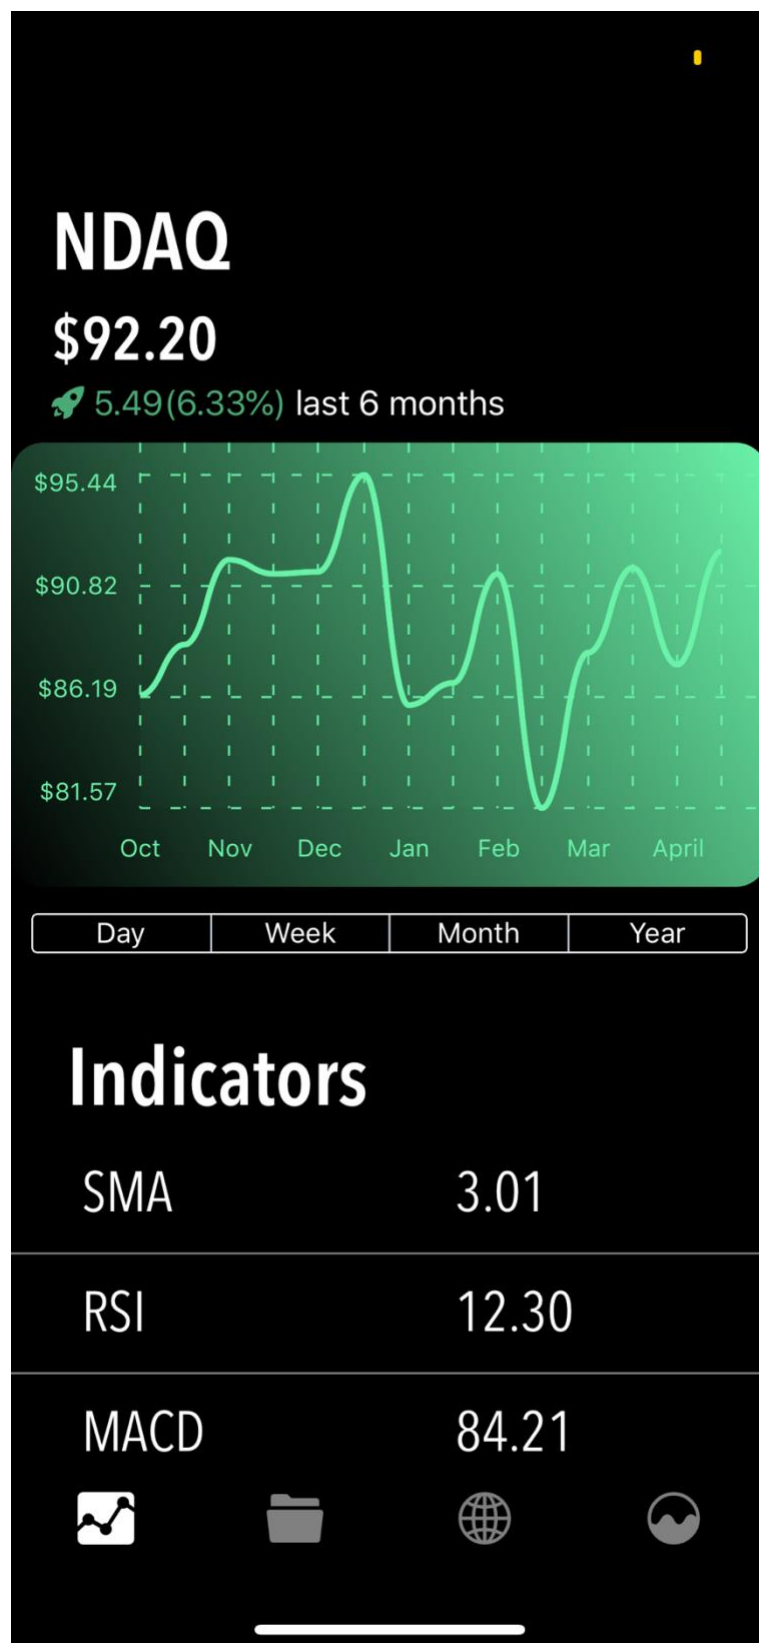 NDAQ
$92.20
5.49(6.33%) last 6 months
$95.44
$90.82
$86.19
$81.57
Oct Nov Dec Jan Feb Mar April
Day Week Month Year
Indicators
SMA 3.01
RSI 12.30
MACD 84.21